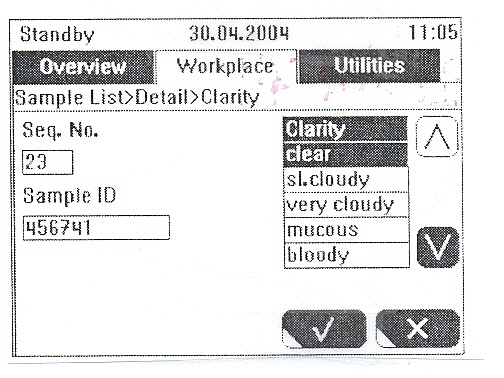 Standby 30.04.2004 11:05
Overview Workplace Utilities
Sample List>Detail>Clarity
Seq. No.
23
Sample ID
456741
Clarity
clear
sl.cloudy
very cloudy
mucous
bloody